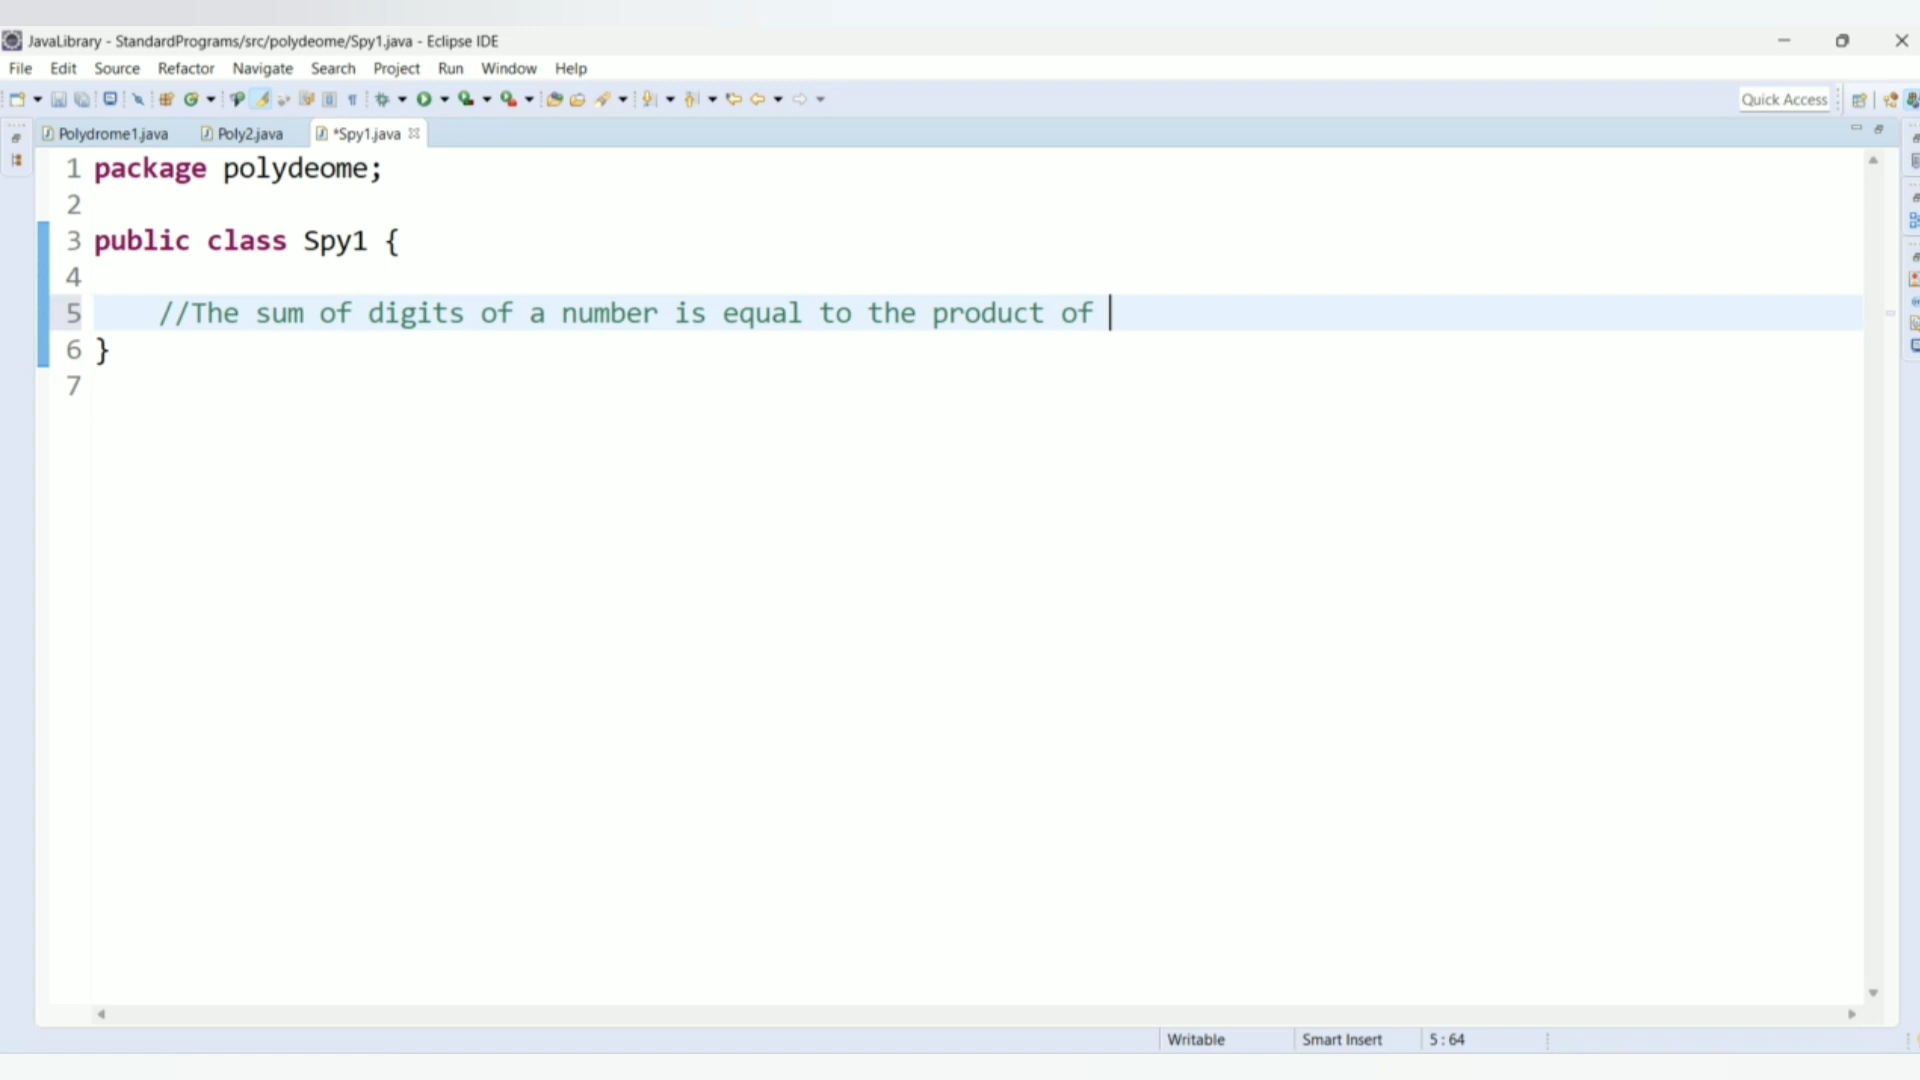 JavaLibrary - StandardPrograms/src/polydeome/Spy1.java - Eclipse IDE
File Edit Source Refactor Navigate Search Project Run Window Help
Quick Access
Polydrome1.java Poly2.java *Spy1.java
1 package polydeome;
2
3 public class Spy1 {
4
5 //The sum of digits of a number is equal to the product of
6 }
7
Writable Smart Insert 5 : 64